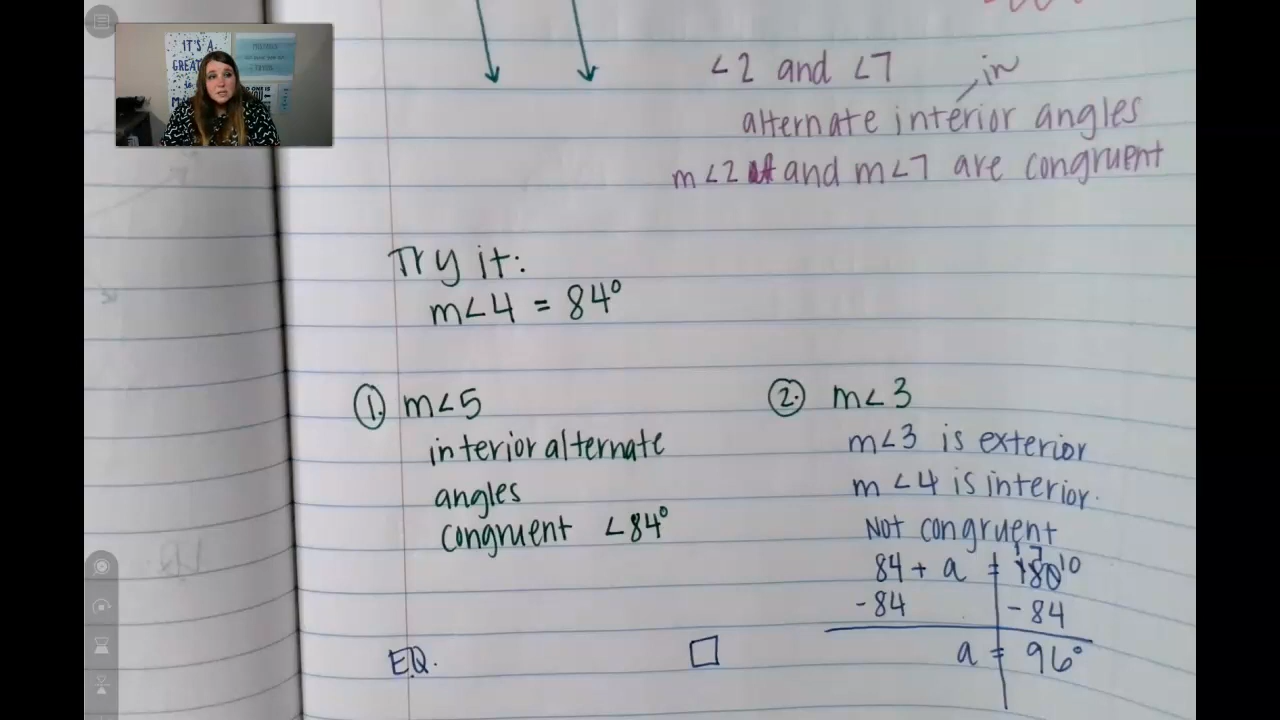 IT'S A
GREAT
∠2 and ∠7
in
alternate interior angles
m∠2 and m∠7 are congruent
Try it:
m∠4 = 84°
1. m∠5
interior alternate
angles
congruent ∠84°
2. m∠3
m∠3 is exterior
m∠4 is interior.
Not congruent
84 + a = 180
-84 -84
a = 96°
EQ.